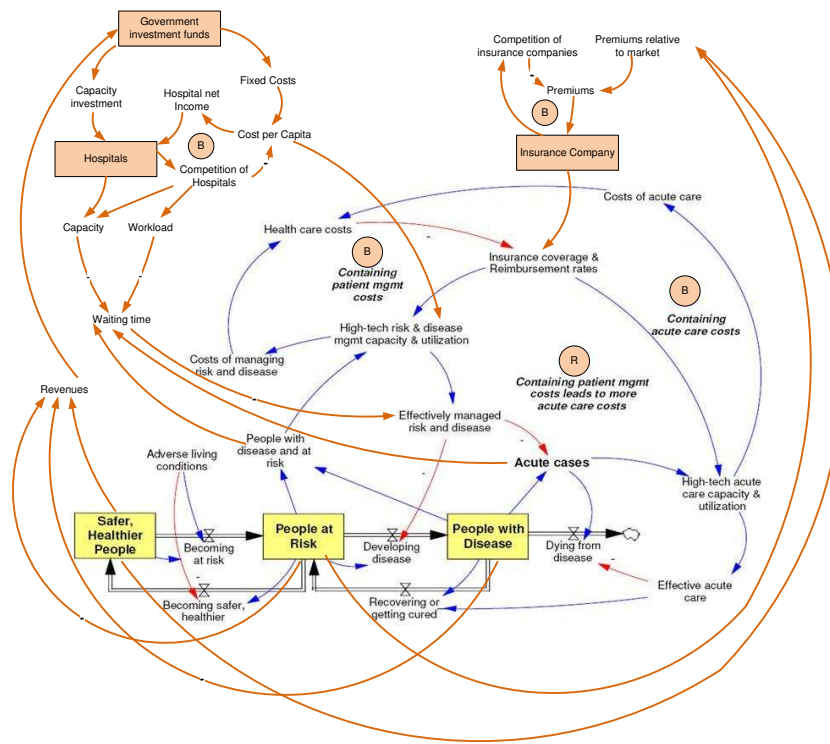 Government
investment funds
Competition of
insurance companies
Premiums relative
to market
Fixed Costs
Capacity
investment
Hospital net
Income
-
Premiums
B
Cost per Capita
Hospitals
B
Competition of
Hospitals
-
Insurance Company
Costs of acute care
Capacity
Workload
Health care costs
-
B
Containing
patient mgmt
costs
Insurance coverage &
Reimbursement rates
-
-
B
Containing
acute care costs
Waiting time
High-tech risk & disease
mgmt capacity & utilization
Costs of managing
risk and disease
R
Containing patient mgmt
costs leads to more
acute care costs
Revenues
-
Effectively managed
risk and disease
-
People with
disease and at
risk
Adverse living
conditions
-
Acute cases
High-tech acute
care capacity &
utilization
Safer,
Healthier
People
People at
Risk
People with
Disease
Becoming
at risk
Developing
disease
Dying from
disease
-
-
Becoming safer,
healthier
Recovering or
getting cured
Effective acute
care
-
-